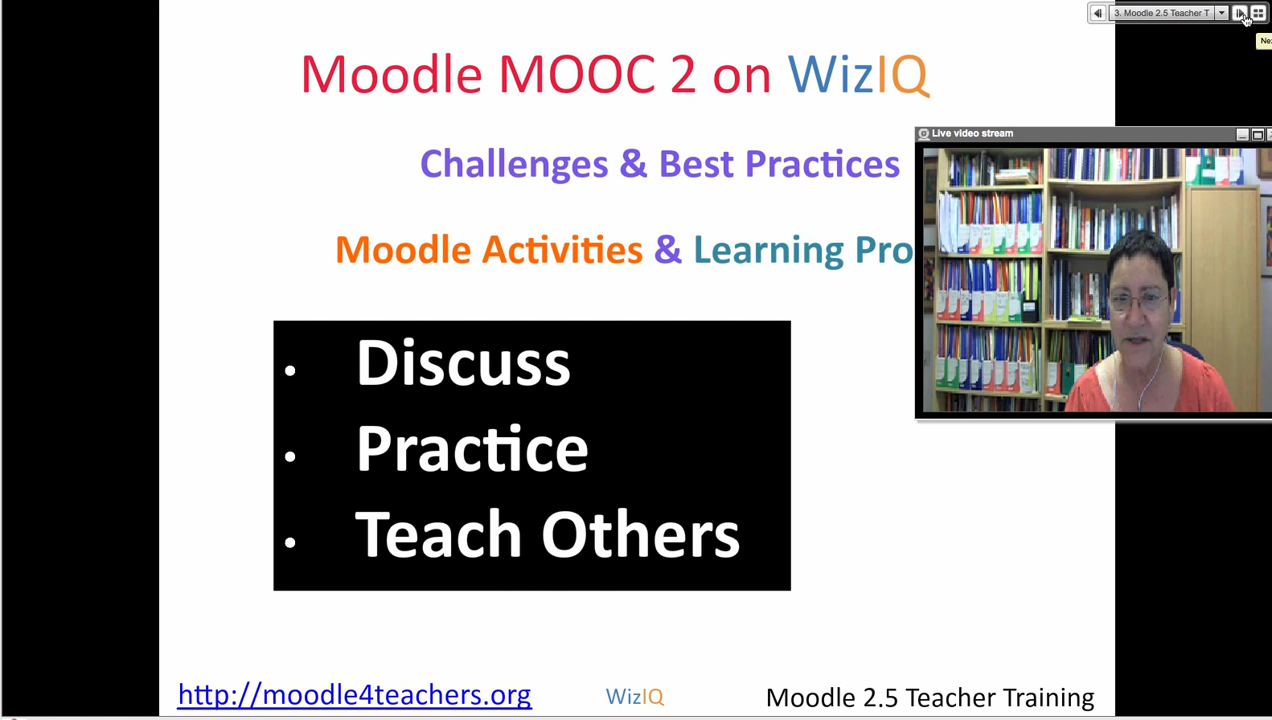 3. Moodle 2.5 Teacher T
Moodle MOOC 2 on WizIQ
Live video stream
Challenges & Best Practices
Moodle Activities & Learning Pro
• Discuss
• Practice
• Teach Others
http://moodle4teachers.org
WizIQ
Moodle 2.5 Teacher Training